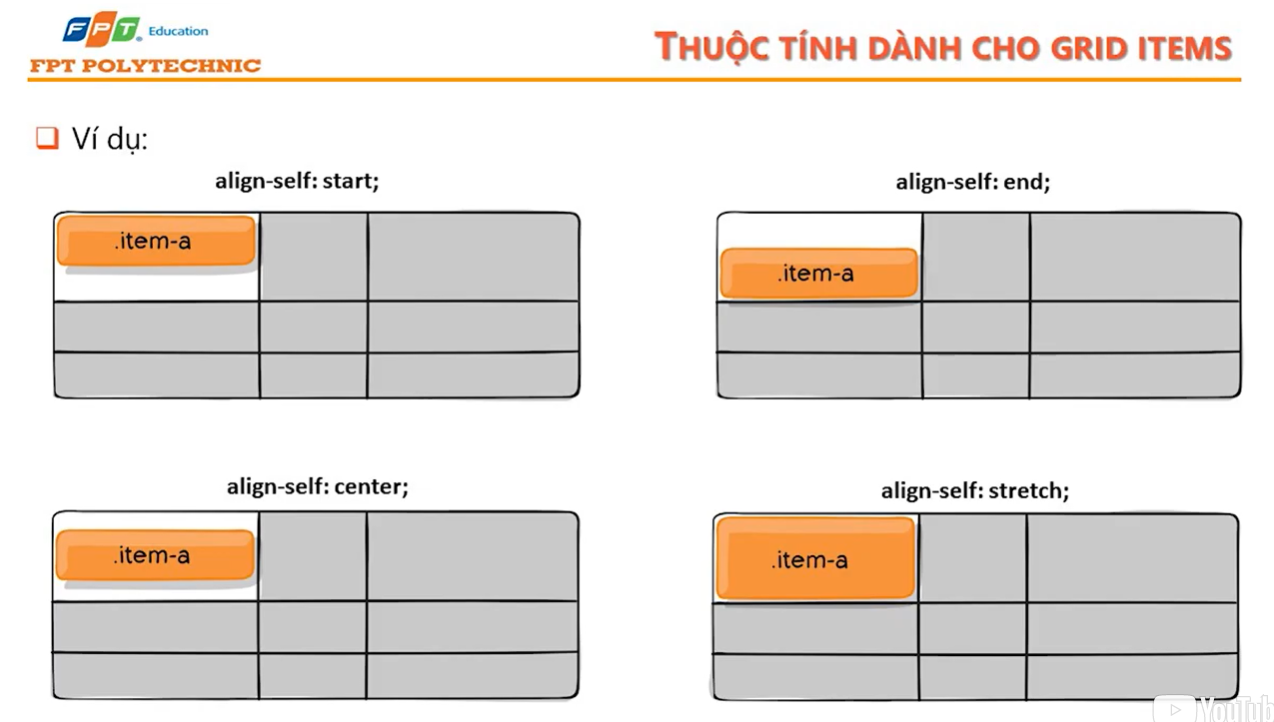 FPT Education
FPT POLYTECHNIC
THUỘC TÍNH DÀNH CHO GRID ITEMS
Ví dụ:
align-self: start;
.item-a
align-self: end;
.item-a
align-self: center;
.item-a
align-self: stretch;
.item-a
YouTub